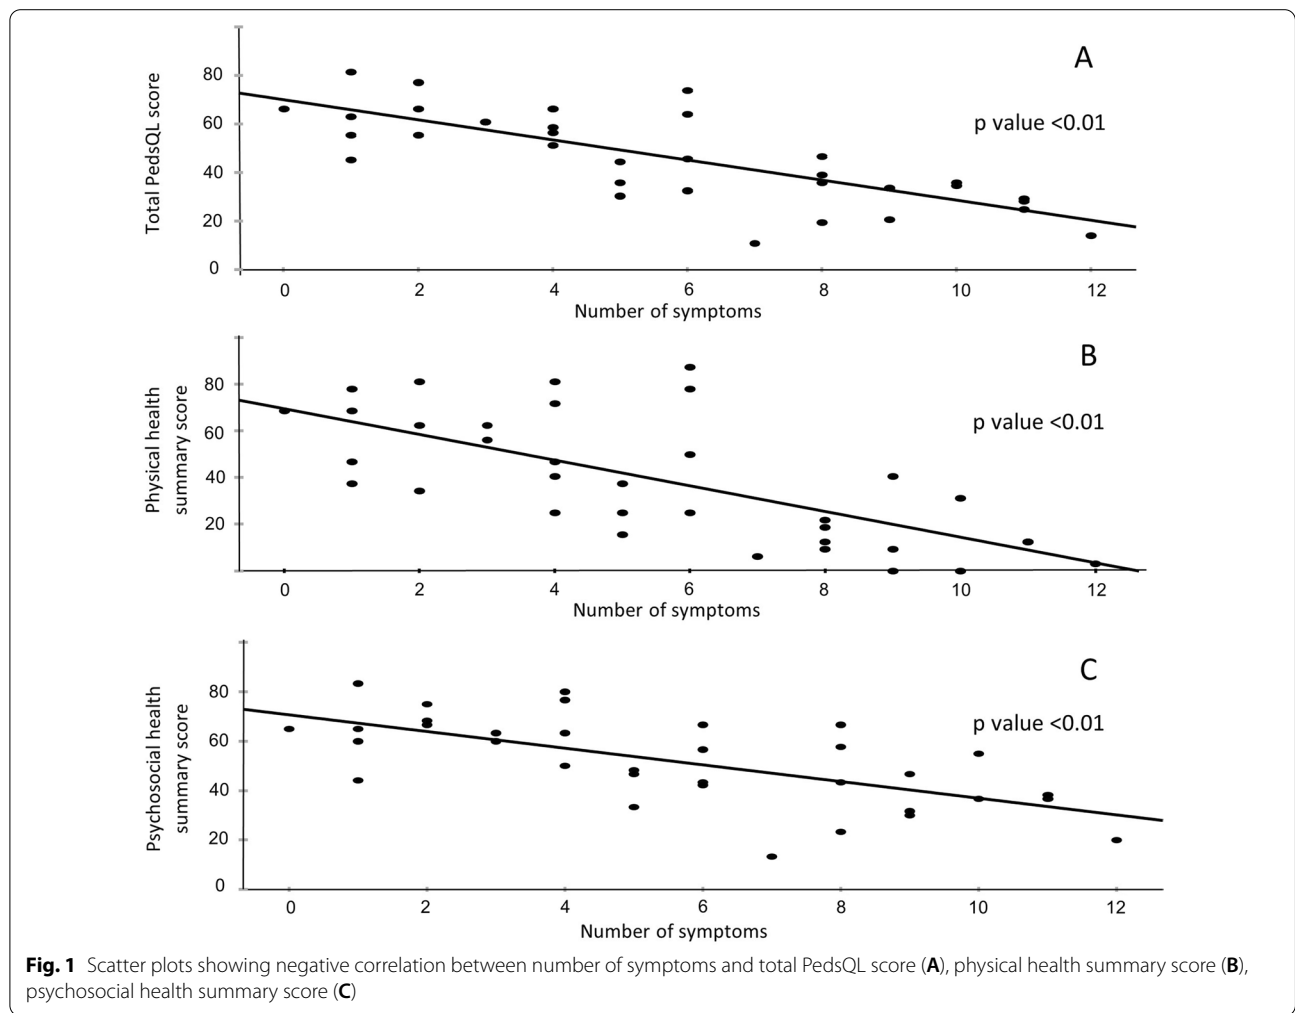 A
p value <0.01
Total PedsQL score
80
60
40
20
0
0 2 4 6 8 10 12
Number of symptoms
B
p value <0.01
Physical health
summary score
80
60
40
20
0 2 4 6 8 10 12
Number of symptoms
C
p value <0.01
Psychosocial health
summary score
80
60
40
20
0
0 2 4 6 8 10 12
Number of symptoms
Fig. 1 Scatter plots showing negative correlation between number of symptoms and total PedsQL score (A), physical health summary score (B),
psychosocial health summary score (C)